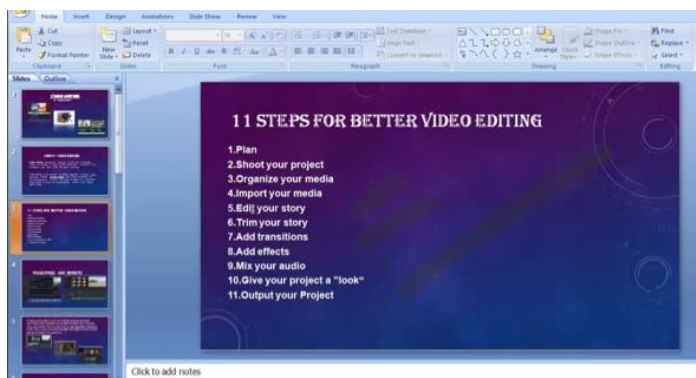 Home Insert Design Animations Slide Show Review View
Cut
Copy
Format Painter
Paste
Clipboard
New Slide
Layout
Reset
Delete
Slides
Font
Text Direction
Align Text
Convert to SmartArt
Paragraph
Arrange
Quick Styles
Shape Fill
Shape Outline
Shape Effects
Drawing
Find
Replace
Select
Editing
Slides Outline
11 STEPS FOR BETTER VIDEO EDITING
1.Plan
2.Shoot your project
3.Organize your media
4.Import your media
5.Edit your story
6.Trim your story
7.Add transitions
8.Add effects
9.Mix your audio
10.Give your project a "look“
11.Output your Project
Click to add notes